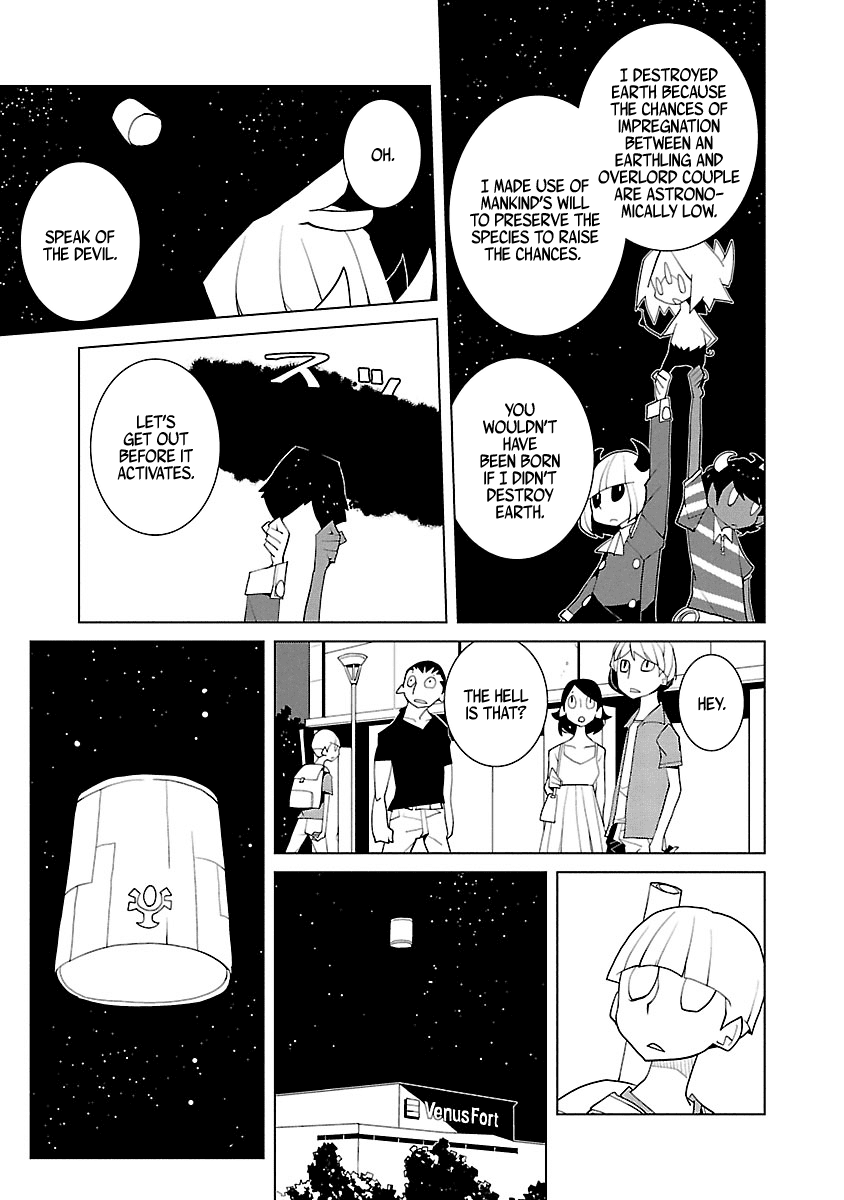 I DESTROYED
EARTH BECAUSE
THE CHANCES OF
IMPREGNATION
BETWEEN AN
EARTHLING AND
OVERLORD COUPLE
ARE ASTRONO-
MICALLY LOW.
I MADE USE OF
MANKIND'S WILL
TO PRESERVE THE
SPECIES TO RAISE
THE CHANCES.
YOU
WOULDN'T
HAVE
BEEN BORN
IF I DIDN'T
DESTROY
EARTH.
OH.
SPEAK OF
THE DEVIL.
ズッ
LET'S
GET OUT
BEFORE IT
ACTIVATES.
HEY.
THE HELL
IS THAT?
VenusFort